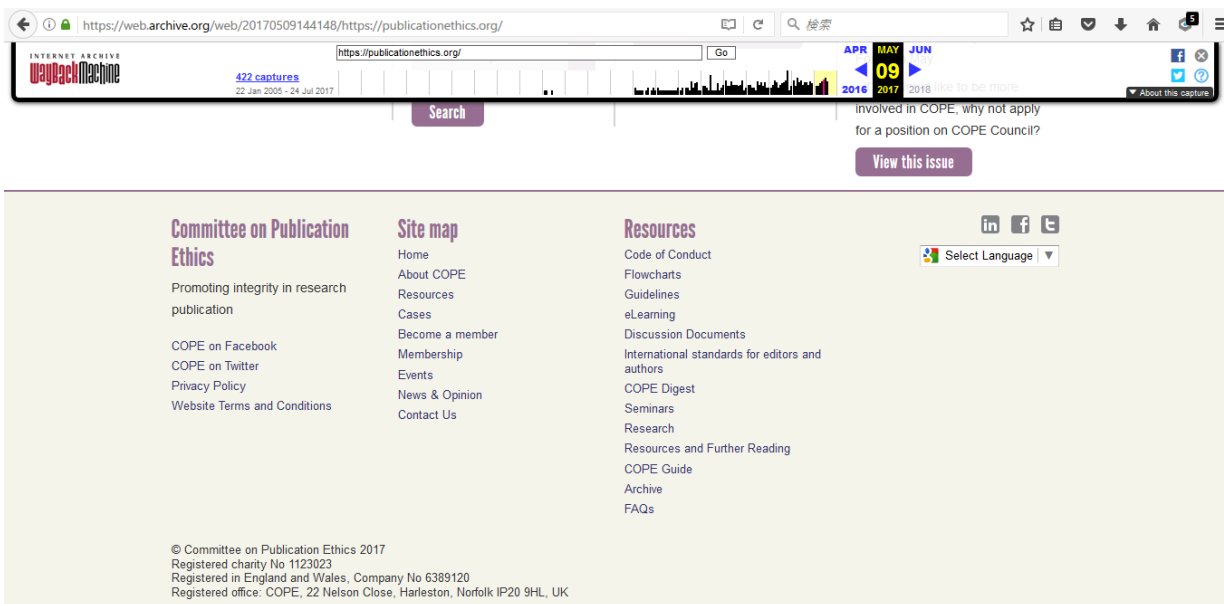 https://web.archive.org/web/20170509144148/https://publicationethics.org/
検索
5
INTERNET ARCHIVE
WayBackMachine
https://publicationethics.org/
Go
422 captures
22 Jan 2005 - 24 Jul 2017
APR MAY JUN
09
2016 2017 2018
About this capture
like to be more
involved in COPE, why not apply
for a position on COPE Council?
Search
View this issue
Committee on Publication
Ethics
Promoting integrity in research
publication
COPE on Facebook
COPE on Twitter
Privacy Policy
Website Terms and Conditions
Site map
Home
About COPE
Resources
Cases
Become a member
Membership
Events
News & Opinion
Contact Us
Resources
Code of Conduct
Flowcharts
Guidelines
eLearning
Discussion Documents
International standards for editors and
authors
COPE Digest
Seminars
Research
Resources and Further Reading
COPE Guide
Archive
FAQs
Select Language
© Committee on Publication Ethics 2017
Registered charity No 1123023
Registered in England and Wales, Company No 6389120
Registered office: COPE, 22 Nelson Close, Harleston, Norfolk IP20 9HL, UK